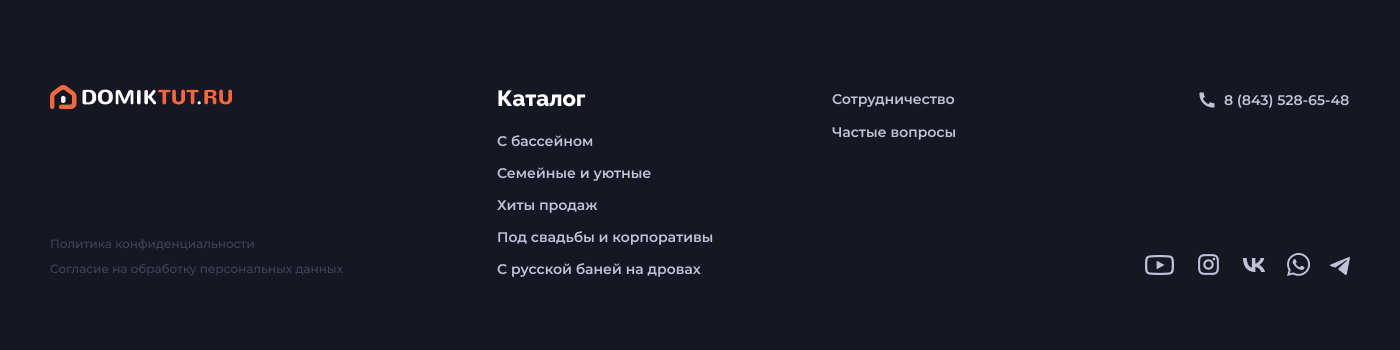 DOMIKTUT.RU
Политика конфиденциальности
Согласие на обработку персональных данных
Каталог
С бассейном
Семейные и уютные
Хиты продаж
Под свадьбы и корпоративы
С русской баней на дровах
Сотрудничество
Частые вопросы
8 (843) 528-65-48